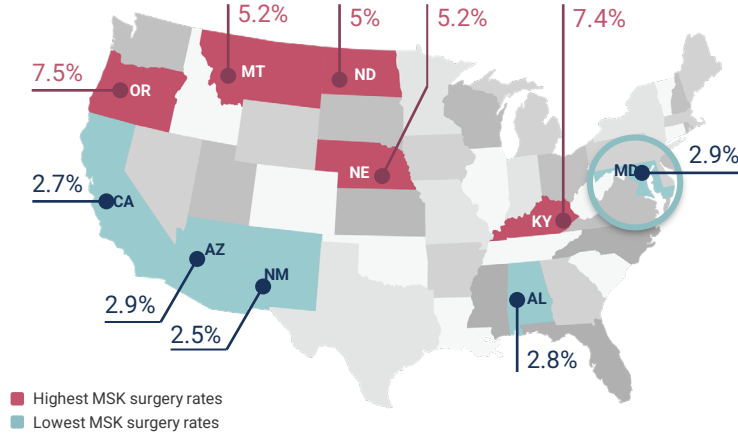 5.2%
5%
5.2%
7.4%
7.5%
MT
ND
OR
2.9%
MD
NE
2.7%
CA
KY
AZ
NM
AL
2.9%
2.5%
2.8%
Highest MSK surgery rates
Lowest MSK surgery rates